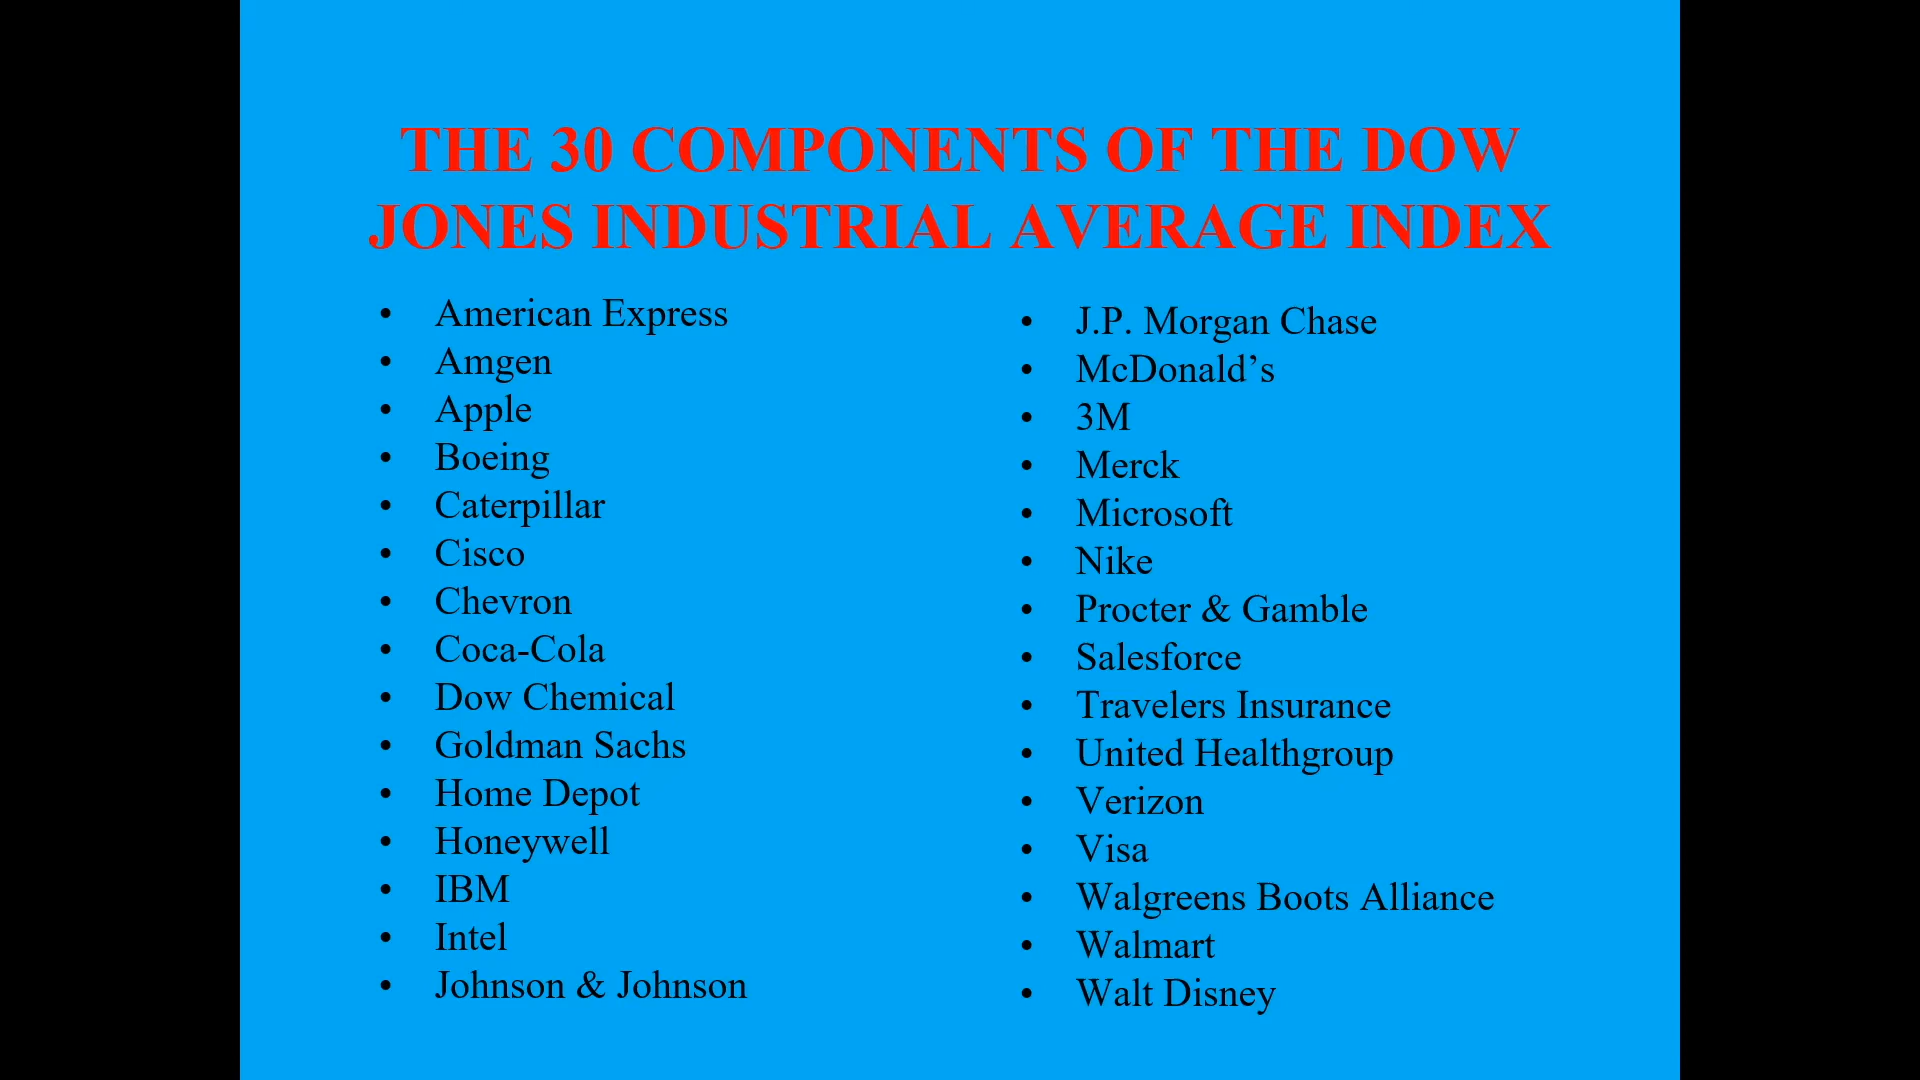 THE 30 COMPONENTS OF THE DOW
JONES INDUSTRIAL AVERAGE INDEX
• American Express
• Amgen
• Apple
• Boeing
• Caterpillar
• Cisco
• Chevron
• Coca-Cola
• Dow Chemical
• Goldman Sachs
• Home Depot
• Honeywell
• IBM
• Intel
• Johnson & Johnson
• J.P. Morgan Chase
• McDonald’s
• 3M
• Merck
• Microsoft
• Nike
• Procter & Gamble
• Salesforce
• Travelers Insurance
• United Healthgroup
• Verizon
• Visa
• Walgreens Boots Alliance
• Walmart
• Walt Disney